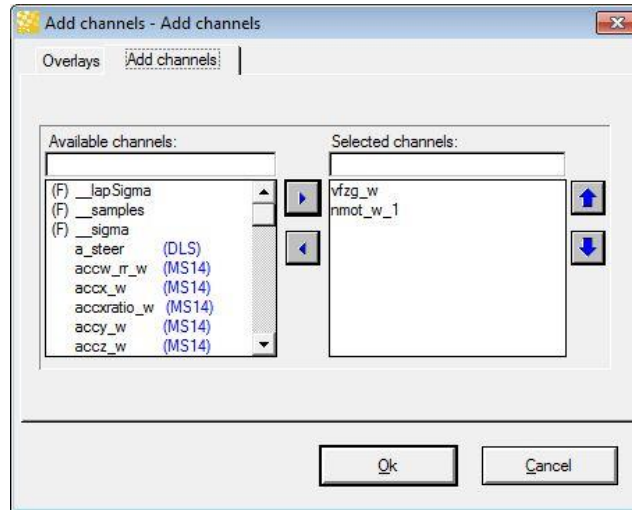 Add channels - Add channels
Overlays Add channels
Available channels:
(F) __lapSigma
(F) __samples
(F) __sigma
a_steer (DLS)
accw_rr_w (MS14)
accx_w (MS14)
accxratio_w (MS14)
accy_w (MS14)
accz_w (MS14)
Selected channels:
vfzg_w
nmot_w_1
Ok Cancel